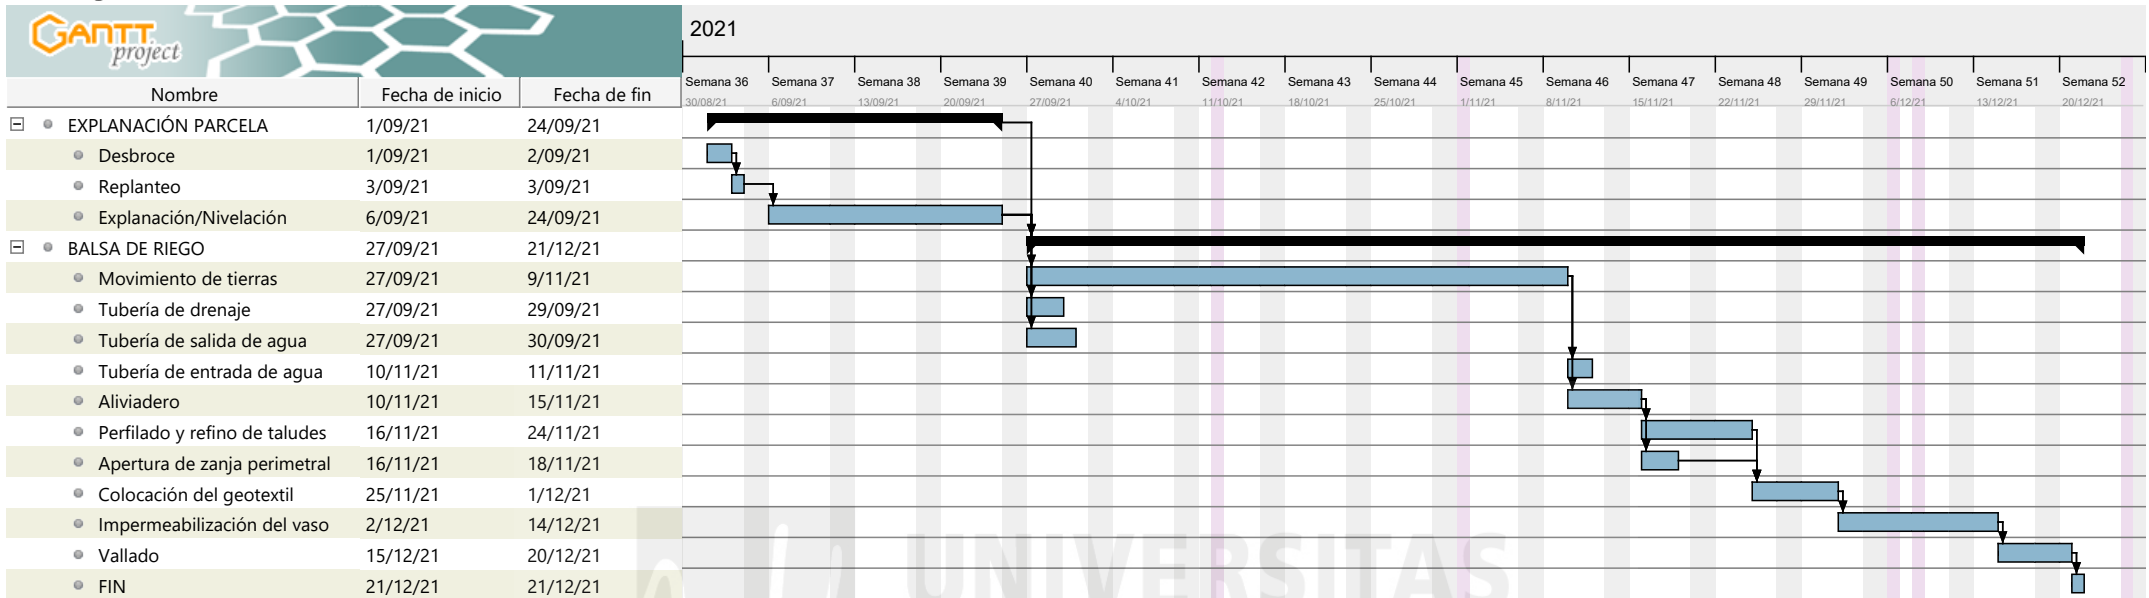 GANTT project
2021
Semana 36 Semana 37 Semana 38 Semana 39 Semana 40 Semana 41 Semana 42 Semana 43 Semana 44 Semana 45 Semana 46 Semana 47 Semana 48 Semana 49 Semana 50 Semana 51 Semana 52
Nombre Fecha de inicio Fecha de fin
30/08/21 6/09/21 13/09/21 20/09/21 27/09/21 4/10/21 11/10/21 18/10/21 25/10/21 1/11/21 8/11/21 15/11/21 22/11/21 29/11/21 6/12/21 13/12/21 20/12/21
EXPLANACIÓN PARCELA 1/09/21 24/09/21
Desbroce 1/09/21 2/09/21
Replanteo 3/09/21 3/09/21
Explanación/Nivelación 6/09/21 24/09/21
BALSA DE RIEGO 27/09/21 21/12/21
Movimiento de tierras 27/09/21 9/11/21
Tubería de drenaje 27/09/21 29/09/21
Tubería de salida de agua 27/09/21 30/09/21
Tubería de entrada de agua 10/11/21 11/11/21
Aliviadero 10/11/21 15/11/21
Perfilado y refino de taludes 16/11/21 24/11/21
Apertura de zanja perimetral 16/11/21 18/11/21
Colocación del geotextil 25/11/21 1/12/21
Impermeabilización del vaso 2/12/21 14/12/21
Vallado 15/12/21 20/12/21
UNIVERSITAS
FIN 21/12/21 21/12/21